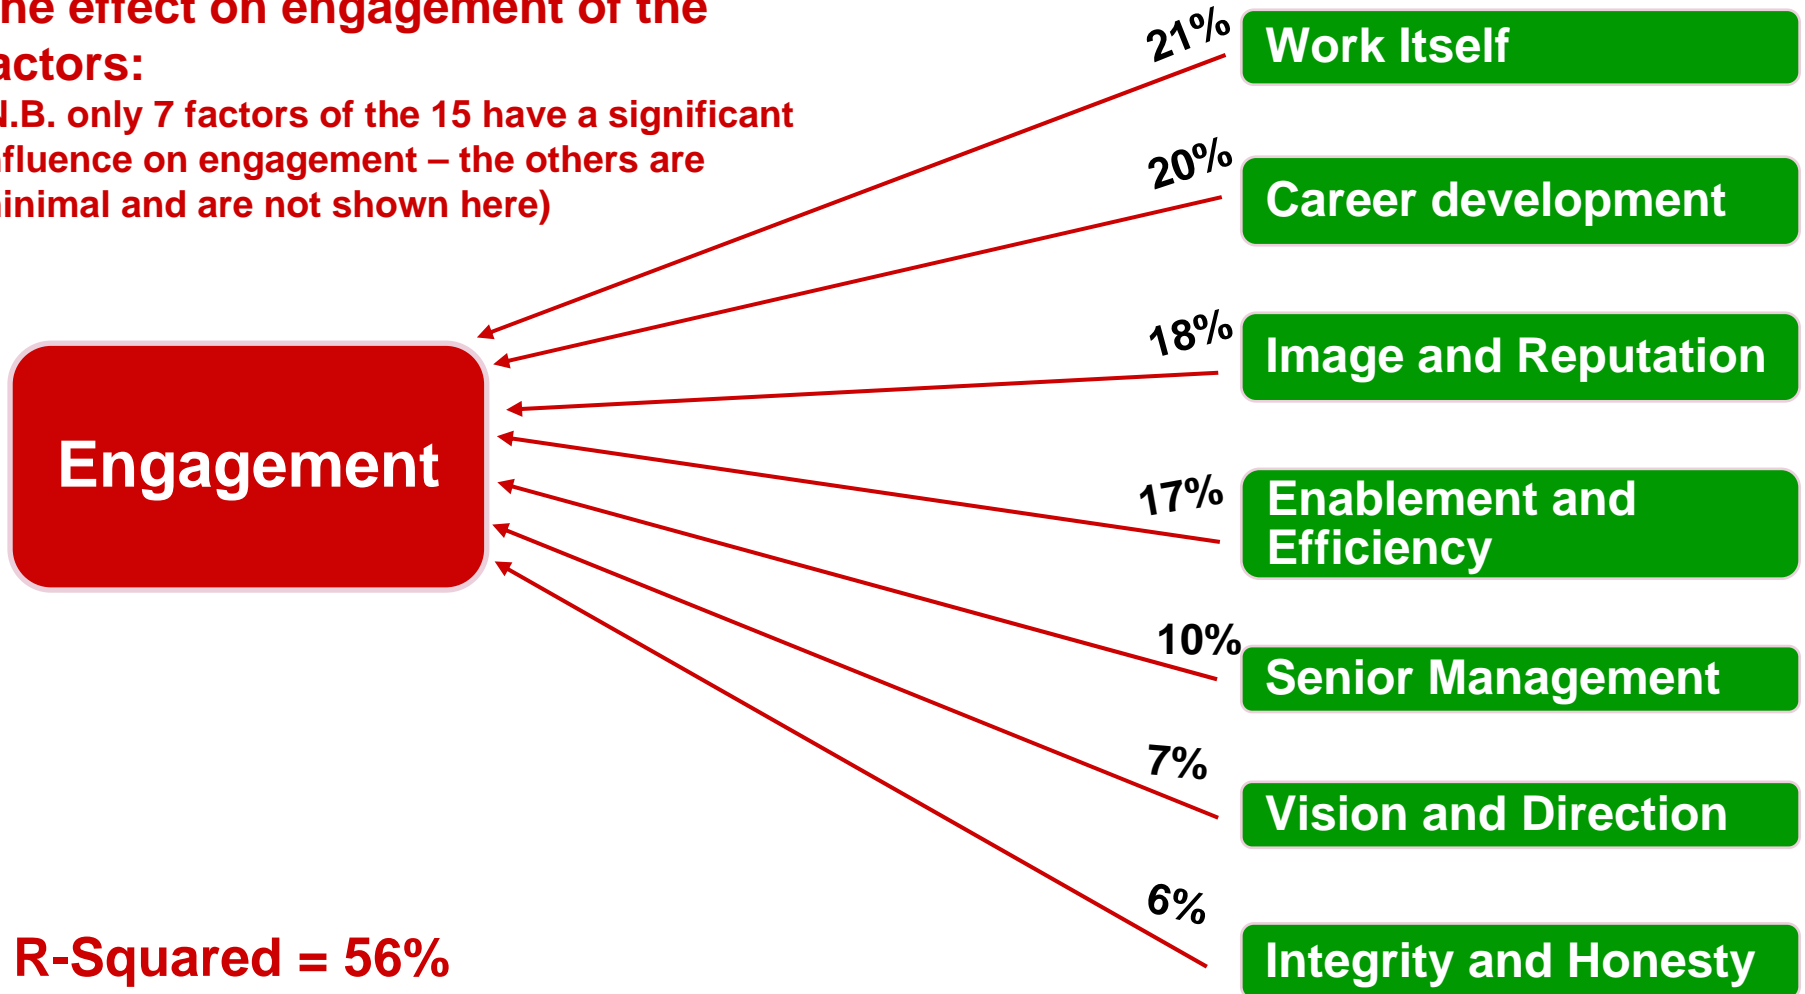 he effect on engagement of the
actors:
N.B. only 7 factors of the 15 have a significant
nfluence on engagement – the others are
ninimal and are not shown here)
21%
Work Itself
20%
Career development
18%
Image and Reputation
17%
Enablement and
Efficiency
10%
Senior Management
7%
Vision and Direction
6%
Integrity and Honesty
Engagement
R-Squared = 56%